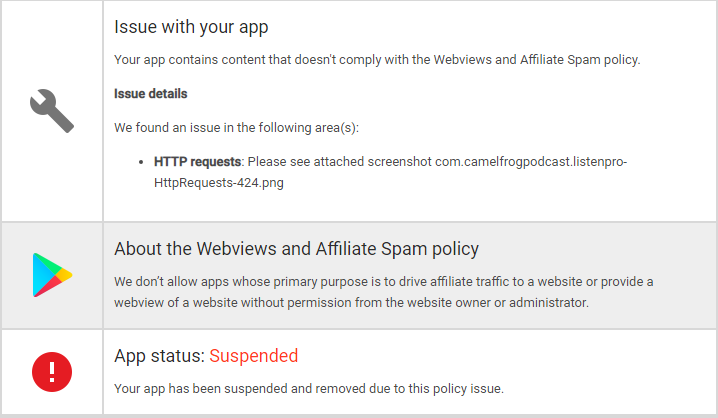 Issue with your app
Your app contains content that doesn't comply with the Webviews and Affiliate Spam policy.
Issue details
We found an issue in the following area(s):
• HTTP requests: Please see attached screenshot com.camelfrogpodcast.listenpro-
HttpRequests-424.png
About the Webviews and Affiliate Spam policy
We don’t allow apps whose primary purpose is to drive affiliate traffic to a website or provide a
webview of a website without permission from the website owner or administrator.
App status: Suspended
Your app has been suspended and removed due to this policy issue.